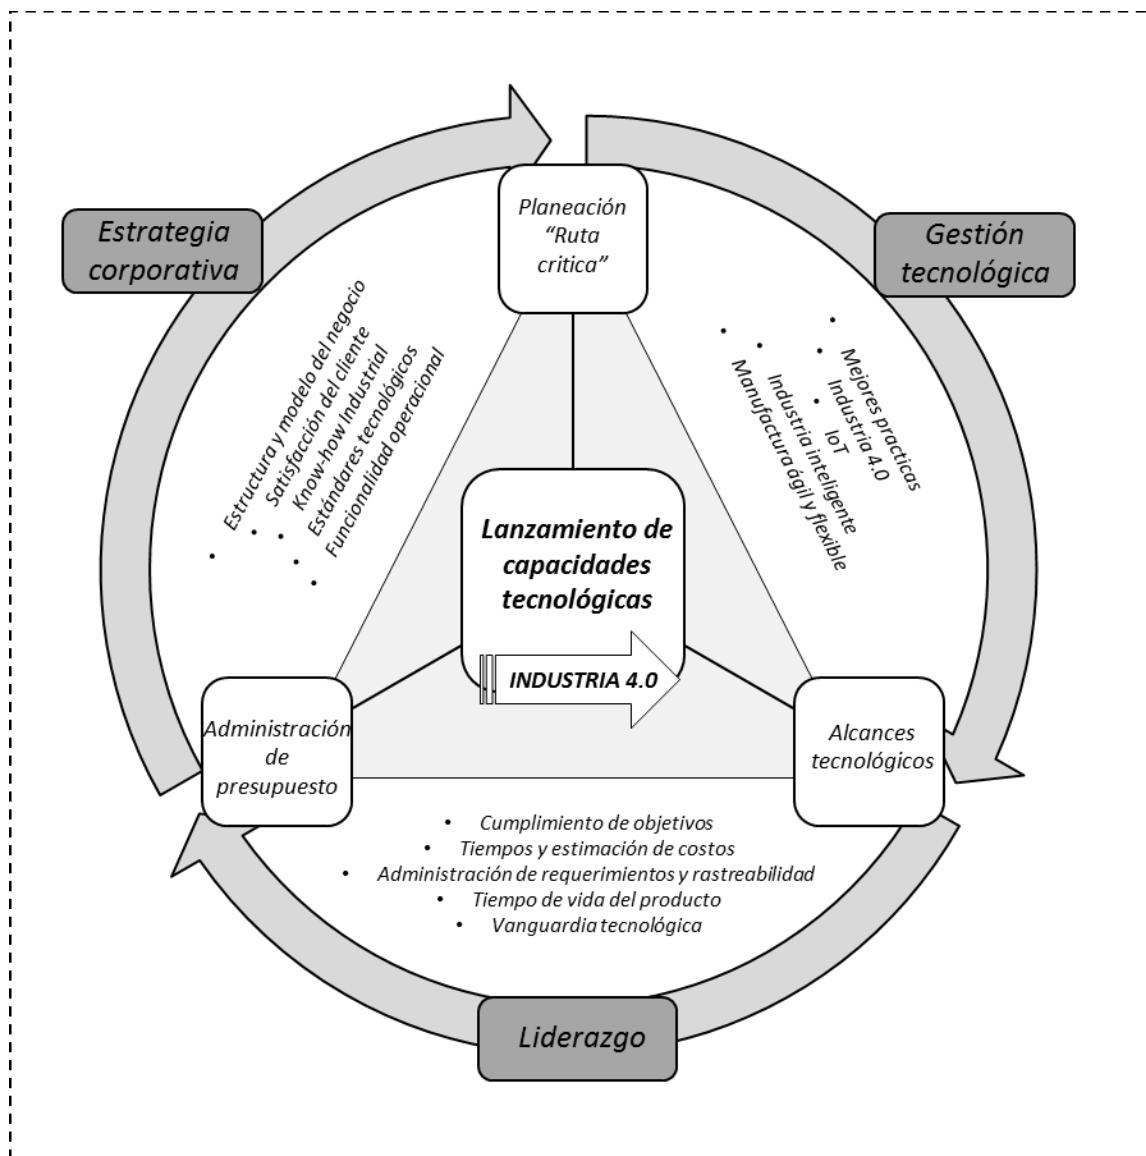 Planeación
“Ruta
critica”
Estrategia
corporativa
Gestión
tecnológica
• Estructura y modelo del negocio
• Satisfacción del cliente
• Know-how Industrial
• Estándares tecnológicos
• Funcionalidad operacional
• Mejores practicas
• Industria 4.0
• IoT
• Industria inteligente
• Manufactura ágil y flexible
Lanzamiento de
capacidades
tecnológicas
INDUSTRIA 4.0
Administración
de
presupuesto
Alcances
tecnológicos
• Cumplimiento de objetivos
• Tiempos y estimación de costos
• Administración de requerimientos y rastreabilidad
• Tiempo de vida del producto
• Vanguardia tecnológica
Liderazgo